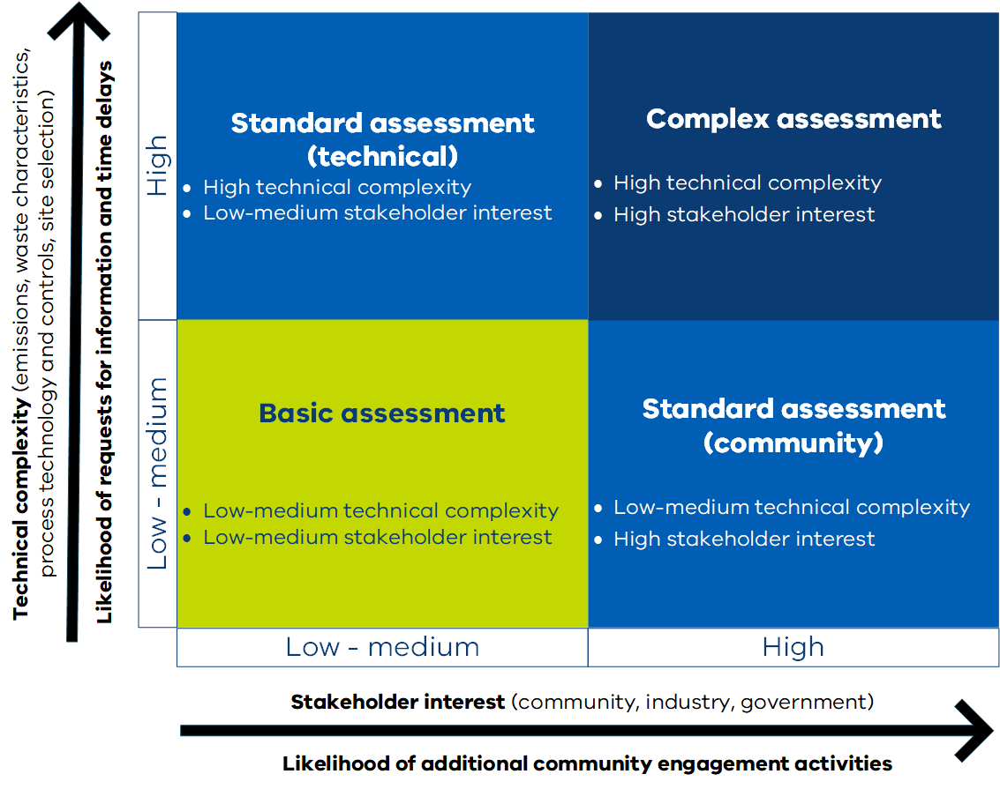 Technical complexity (emissions, waste characteristics,
process technology and controls, site selection)
Likelihood of requests for information and time delays
High
Low - medium
Standard assessment
(technical)
• High technical complexity
• Low-medium stakeholder interest
Complex assessment
• High technical complexity
• High stakeholder interest
Basic assessment
• Low-medium technical complexity
• Low-medium stakeholder interest
Standard assessment
(community)
• Low-medium technical complexity
• High stakeholder interest
Low - medium
High
Stakeholder interest (community, industry, government)
Likelihood of additional community engagement activities